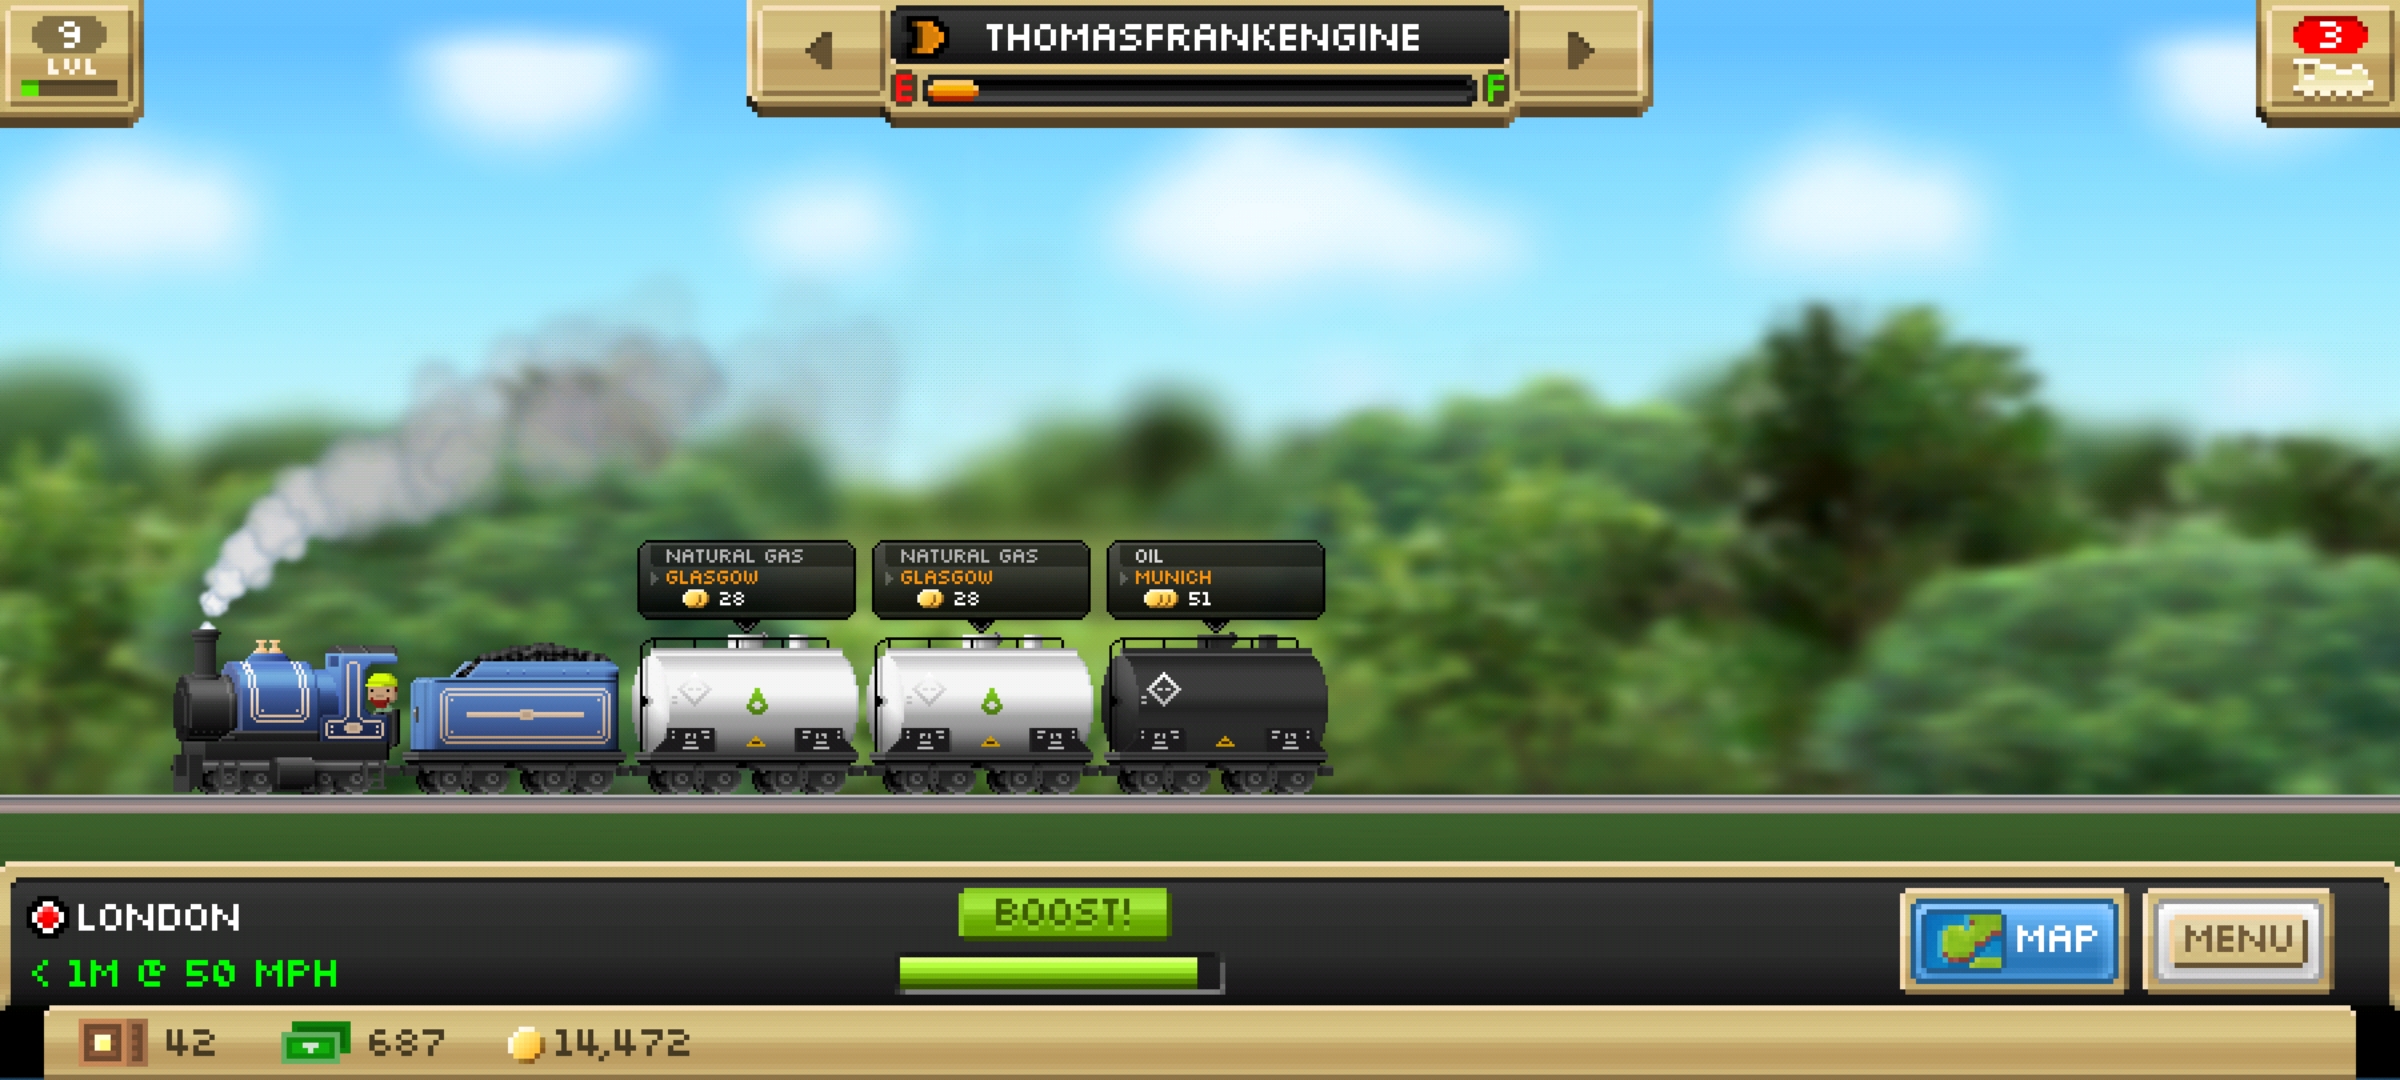 9
LVL
THOMASFRANKENGINE
E F
3
NATURAL GAS
GLASGOW
28
NATURAL GAS
GLASGOW
28
OIL
MUNICH
51
LONDON
< 1M @ 50 MPH
BOOST!
MAP
MENU
42
687
14,472